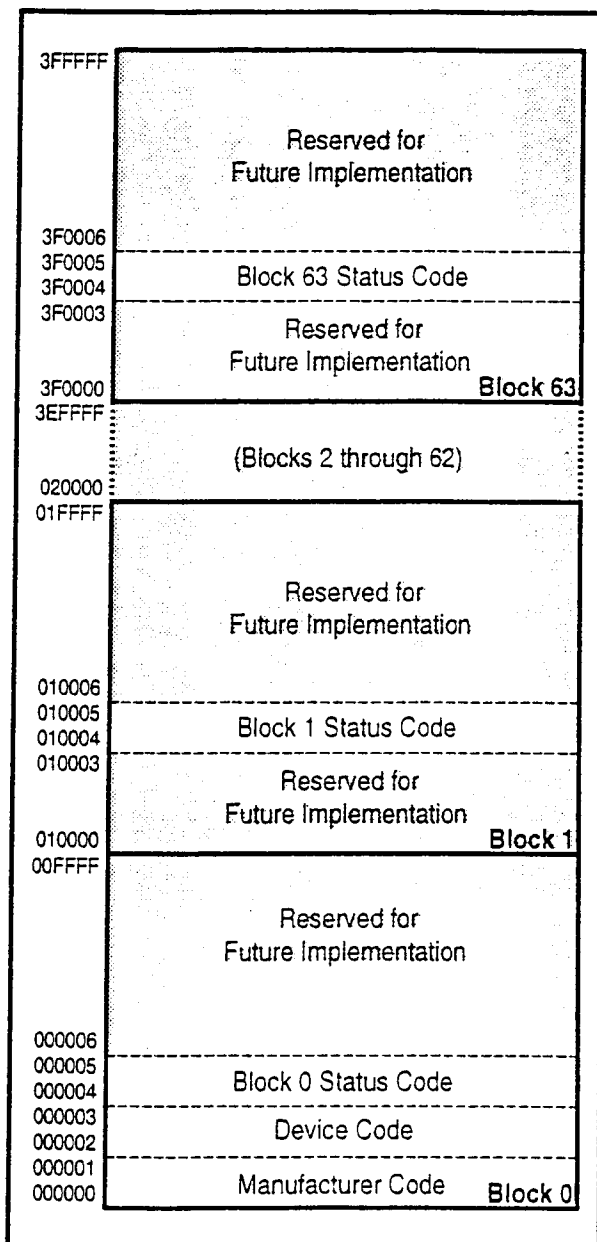 3FFFFF
Reserved for
Future Implementation
3F0006
3F0005
Block 63 Status Code
3F0004
3F0003
Reserved for
Future Implementation
Block 63
3F0000
3EFFFF
(Blocks 2 through 62)
020000
01FFFF
Reserved for
Future Implementation
010006
010005
Block 1 Status Code
010004
010003
Reserved for
Future Implementation
010000
Block 1
00FFFF
Reserved for
Future Implementation
000006
000005
Block 0 Status Code
000004
000003
Device Code
000002
000001
Manufacturer Code
Block 0
000000